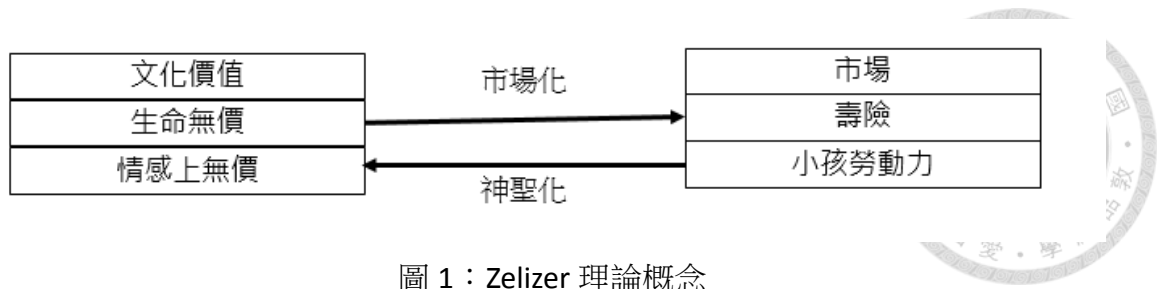 文化價值
市場化
市場
生命無價
壽險
情感上無價
小孩勞動力
神聖化
圖 1：Zelizer 理論概念